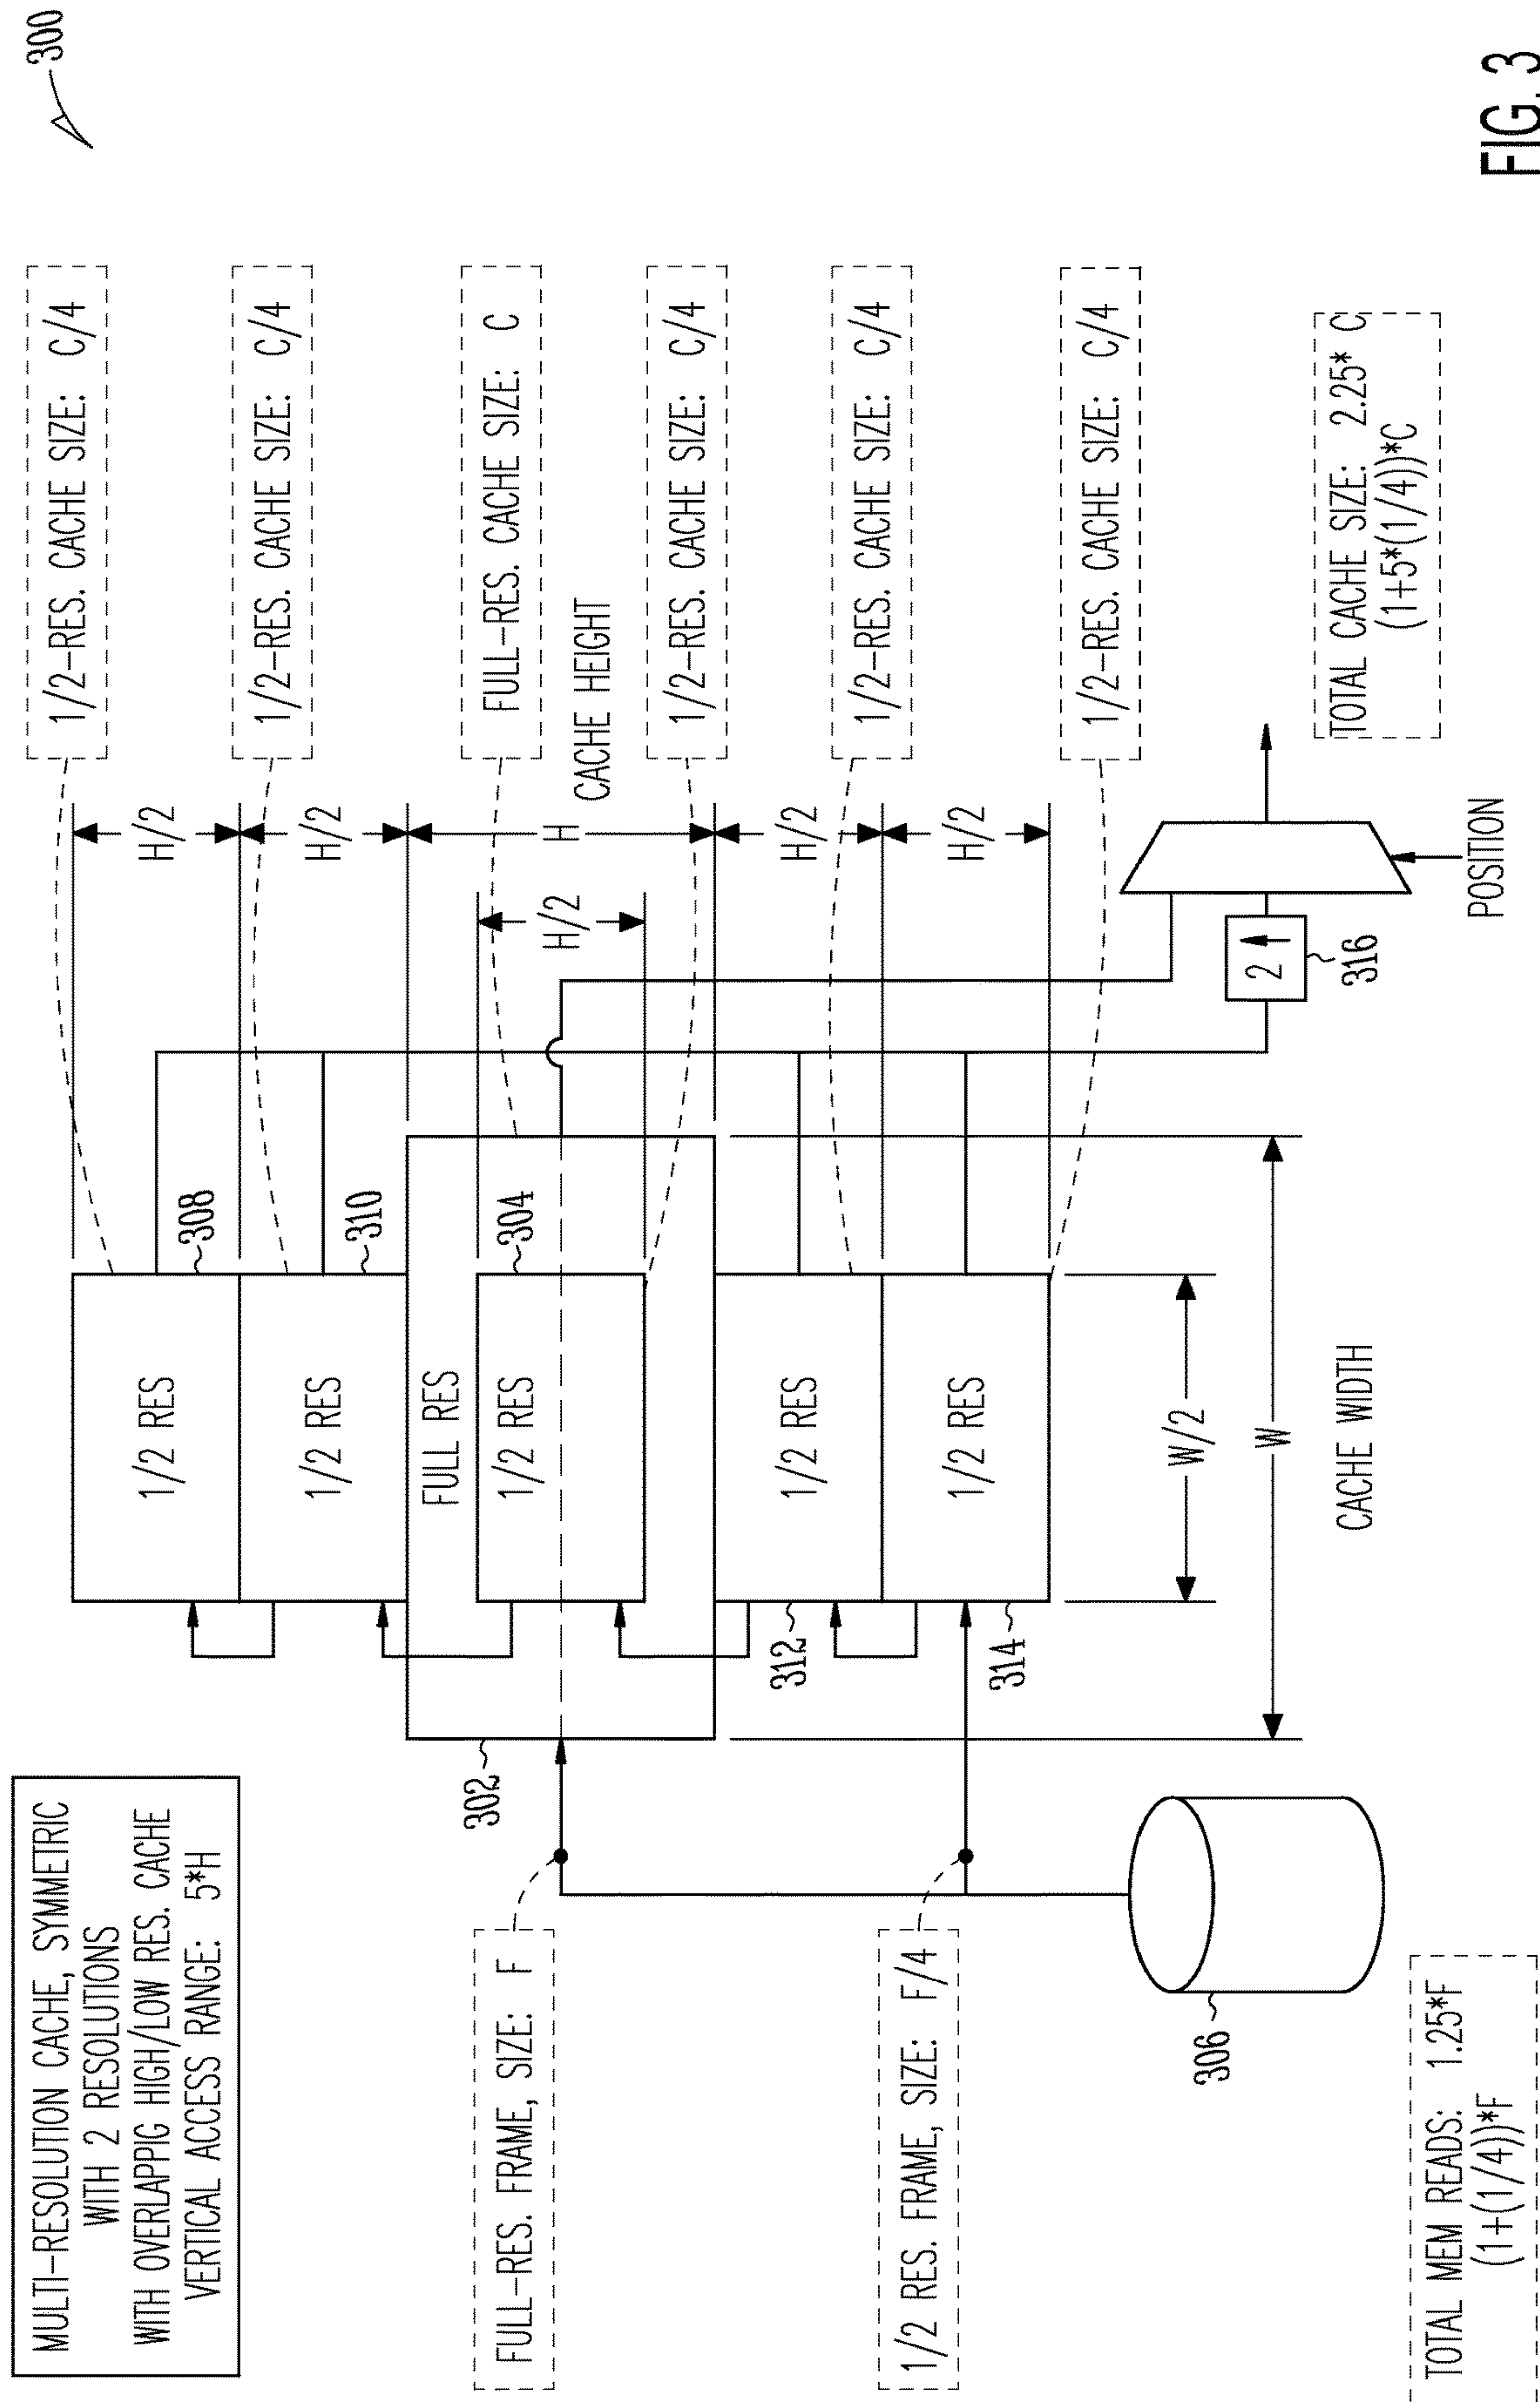 300
MULTI-RESOLUTION CACHE, SYMMETRIC
WITH 2 RESOLUTIONS
WITH OVERLAPPIG HIGH/LOW RES. CACHE
VERTICAL ACCESS RANGE: 5*H
1/2-RES. CACHE SIZE: C/4
1/2-RES. CACHE SIZE: C/4
FULL-RES. CACHE SIZE: C
CACHE HEIGHT
1/2-RES. CACHE SIZE: C/4
1/2-RES. CACHE SIZE: C/4
1/2-RES. CACHE SIZE: C/4
H/2
H/2
H
H/2
H/2
H/2
1/2 RES
308
1/2 RES
310
FULL RES
1/2 RES
304
302
1/2 RES
312
1/2 RES
314
FULL-RES. FRAME, SIZE: F
1/2 RES. FRAME, SIZE: F/4
W/2
W
CACHE WIDTH
2
316
POSITION
306
TOTAL CACHE SIZE: 2.25* C
(1+5*(1/4))*C
TOTAL MEM READS: 1.25*F
(1+(1/4))*F
FIG. 3